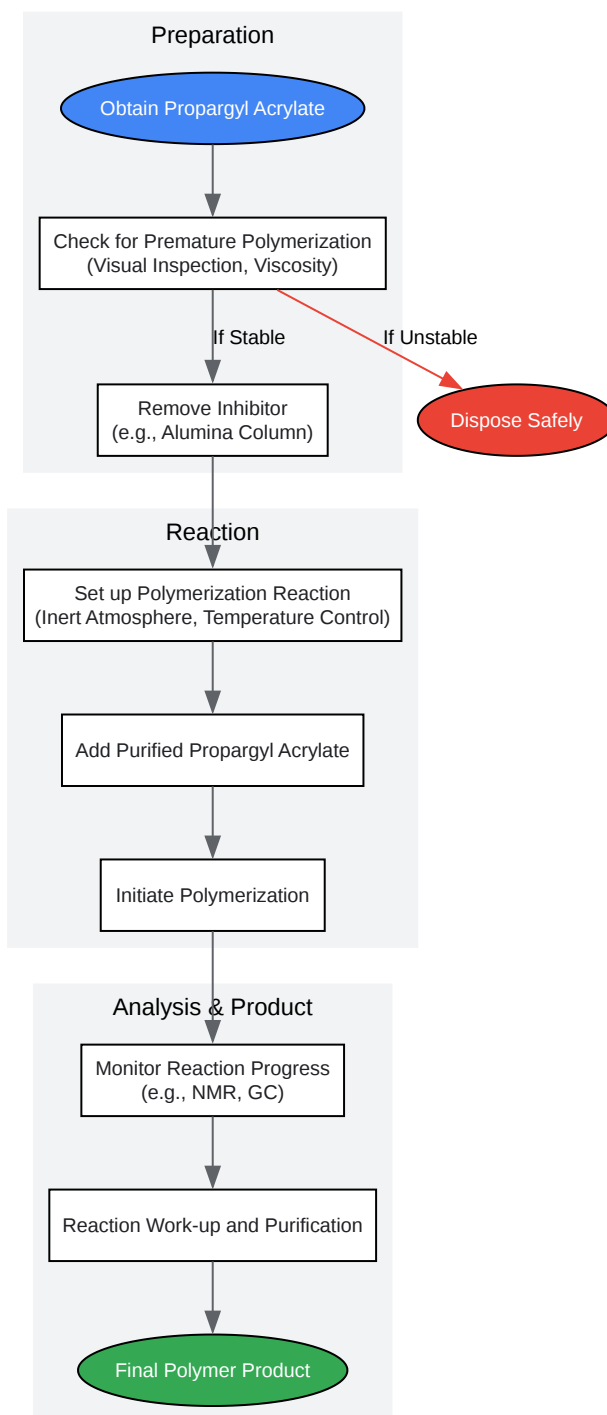 Preparation
Obtain Propargyl Acrylate
Check for Premature Polymerization
(Visual Inspection, Viscosity)
If Stable
If Unstable
Remove Inhibitor
(e.g., Alumina Column)
Dispose Safely
Reaction
Set up Polymerization Reaction
(Inert Atmosphere, Temperature Control)
Add Purified Propargyl Acrylate
Initiate Polymerization
Analysis & Product
Monitor Reaction Progress
(e.g., NMR, GC)
Reaction Work-up and Purification
Final Polymer Product